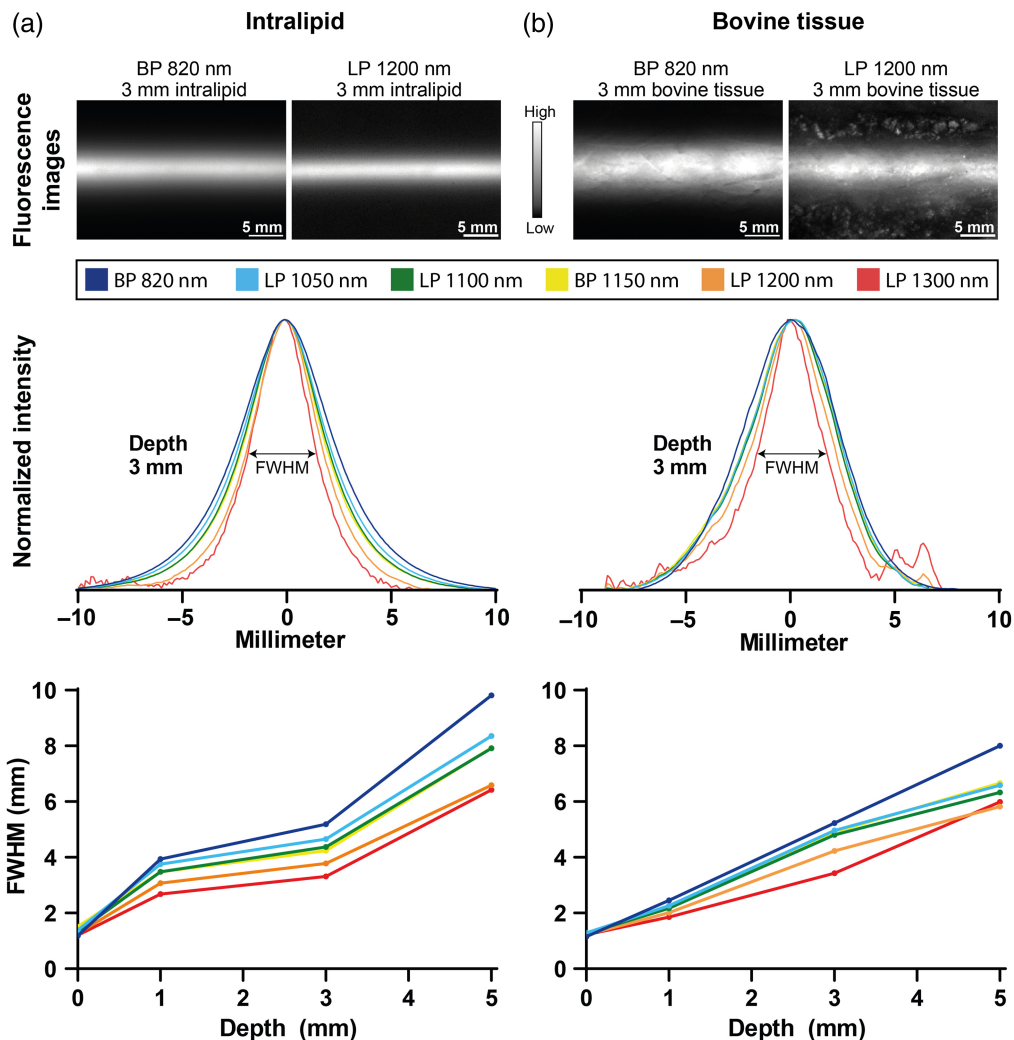 (a)
Intralipid
(b)
Bovine tissue
Fluorescence
images
BP 820 nm
3 mm intralipid
LP 1200 nm
3 mm intralipid
High
Low
BP 820 nm
3 mm bovine tissue
LP 1200 nm
3 mm bovine tissue
5 mm
5 mm
5 mm
5 mm
BP 820 nm
LP 1050 nm
LP 1100 nm
BP 1150 nm
LP 1200 nm
LP 1300 nm
Normalized intensity
Depth
3 mm
FWHM
−10
−5
0
5
10
Millimeter
Depth
3 mm
FWHM
−10
−5
0
5
10
Millimeter
FWHM (mm)
10
8
6
4
2
0
0
1
2
3
4
5
Depth (mm)
10
8
6
4
2
0
0
1
2
3
4
5
Depth (mm)